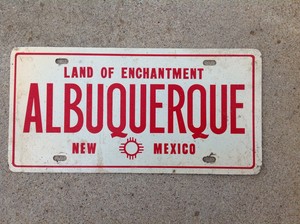 LAND OF ENCHANTMENT
ALBUQUERQUE
NEW MEXICO